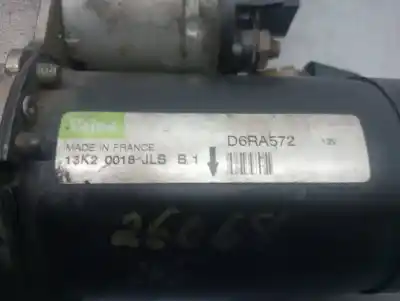 Valeo
MADE IN FRANCE
D6RA572
13K2 0018-JLS B.1